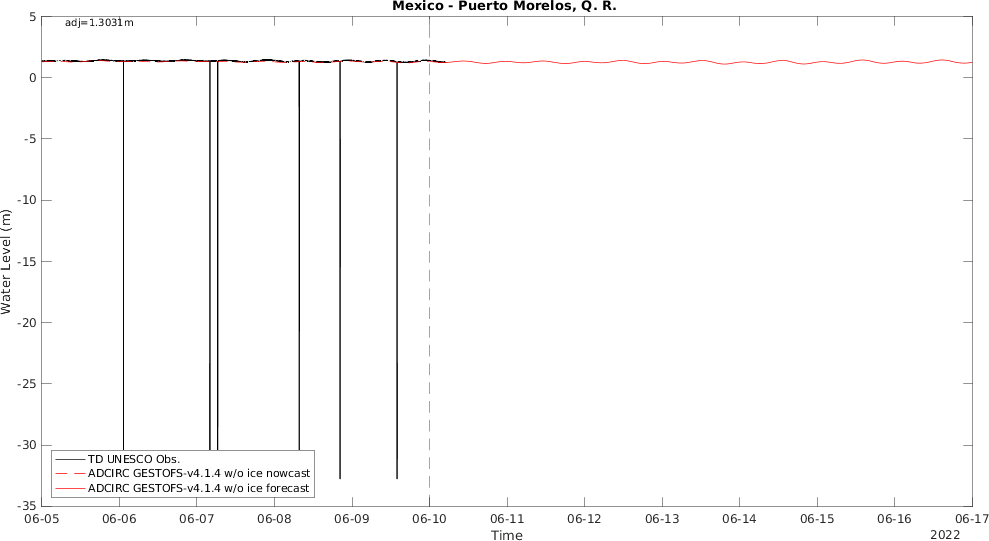 Mexico - Puerto Morelos, Q. R.
adj=1.3031m
5
0
-5
-10
-15
-20
-25
-30
-35
Water Level (m)
TD UNESCO Obs.
ADCIRC GESTOFS-v4.1.4 w/o ice nowcast
ADCIRC GESTOFS-v4.1.4 w/o ice forecast
06-05 06-06 06-07 06-08 06-09 06-10 06-11 06-12 06-13 06-14 06-15 06-16 06-17
Time
2022